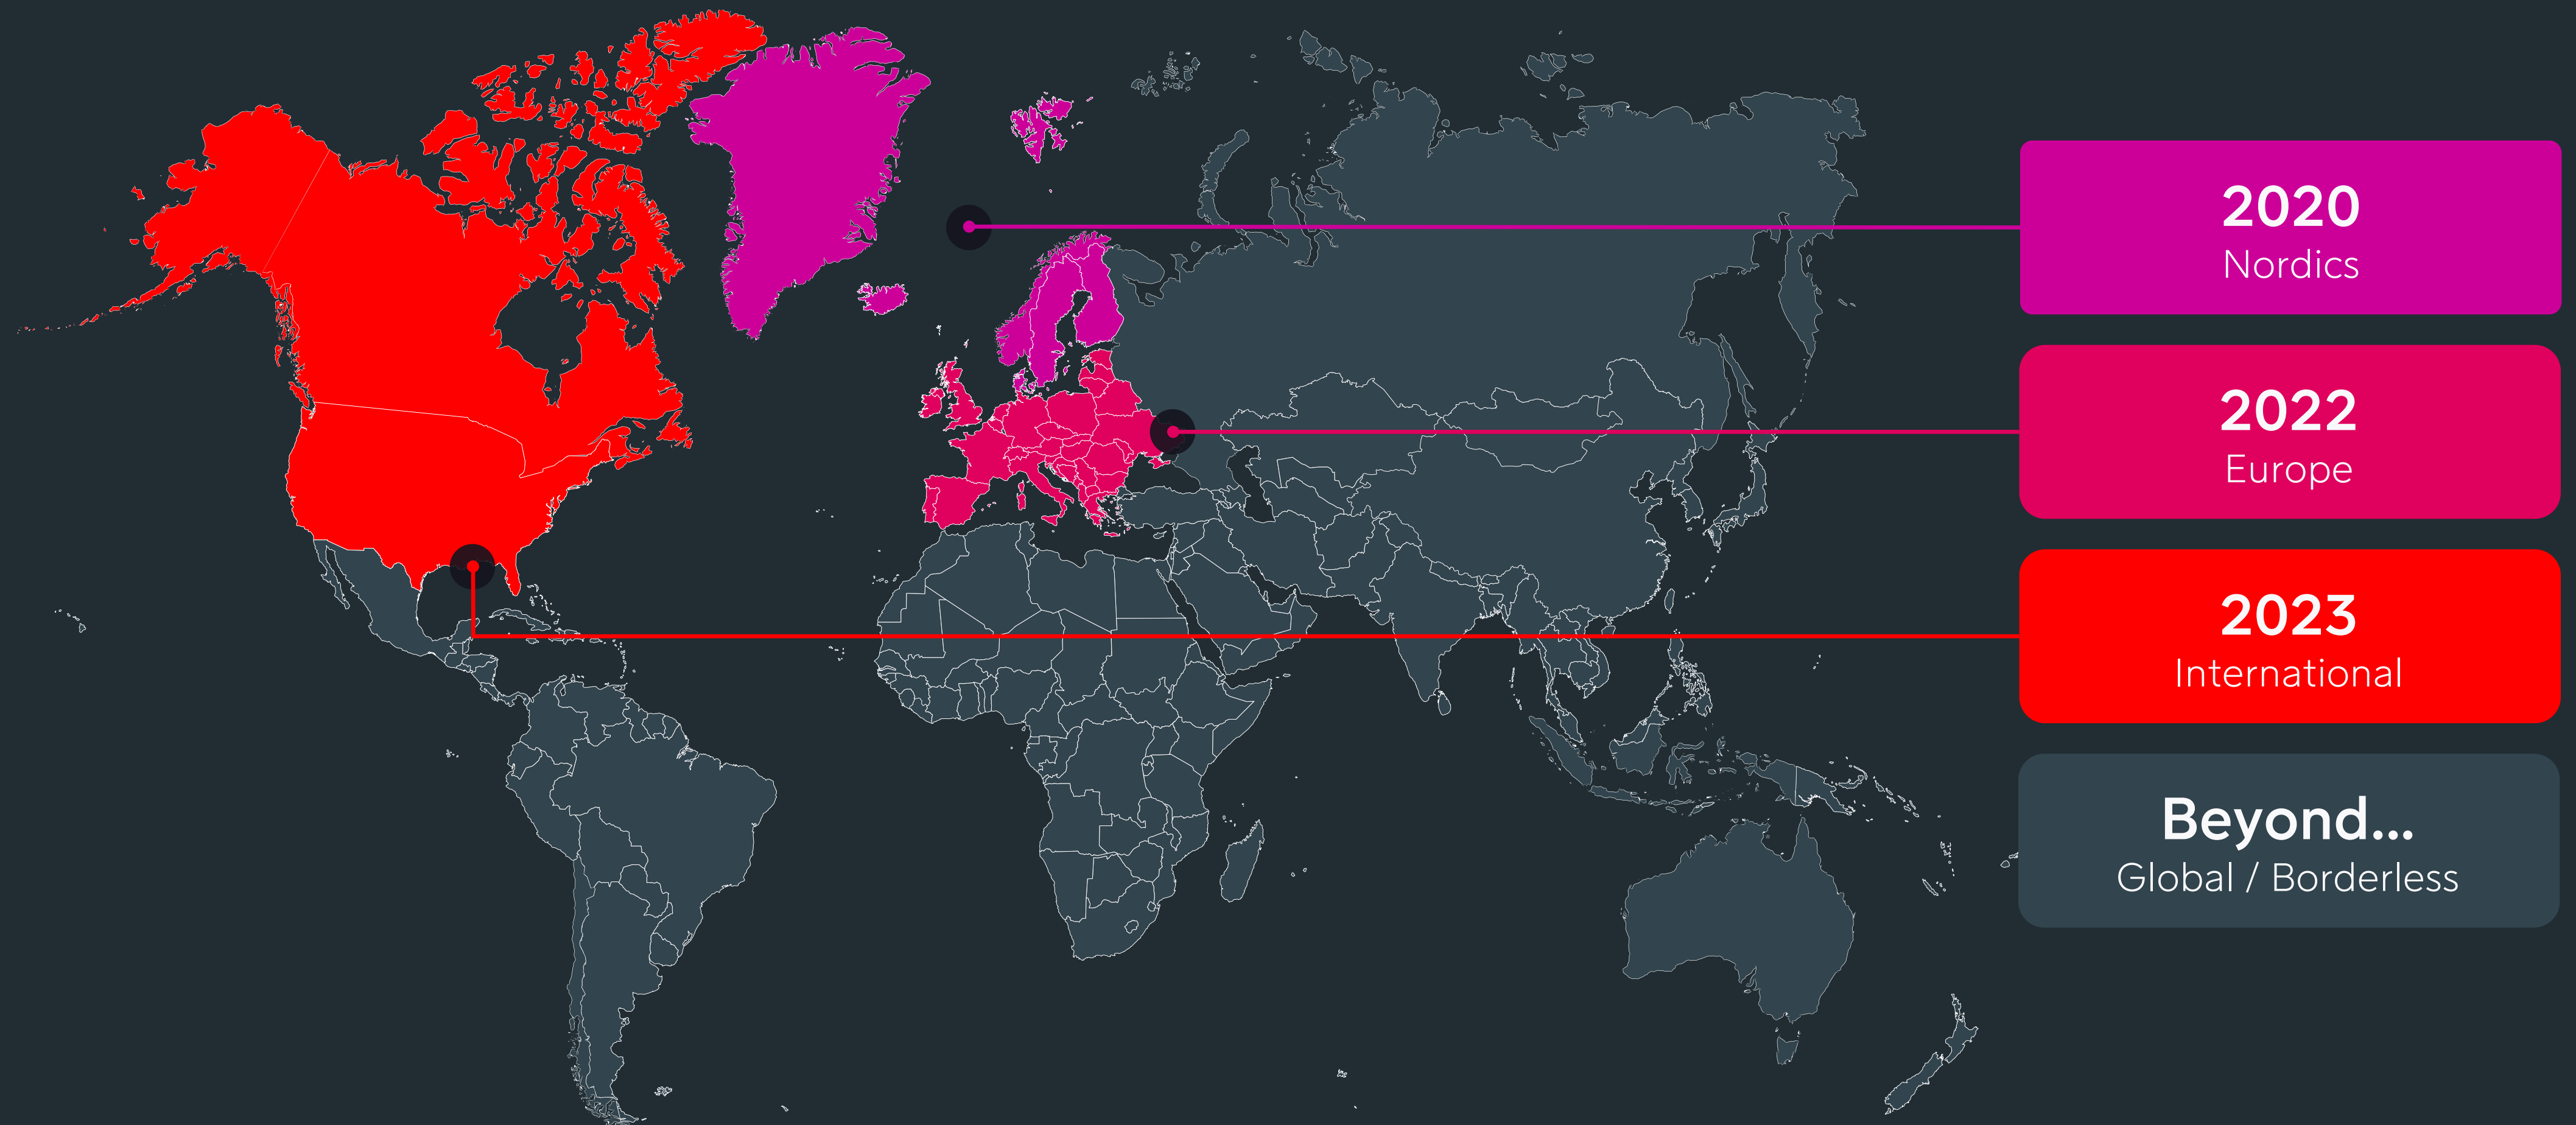 2020
Nordics
2022
Europe
2023
International
Beyond...
Global / Borderless